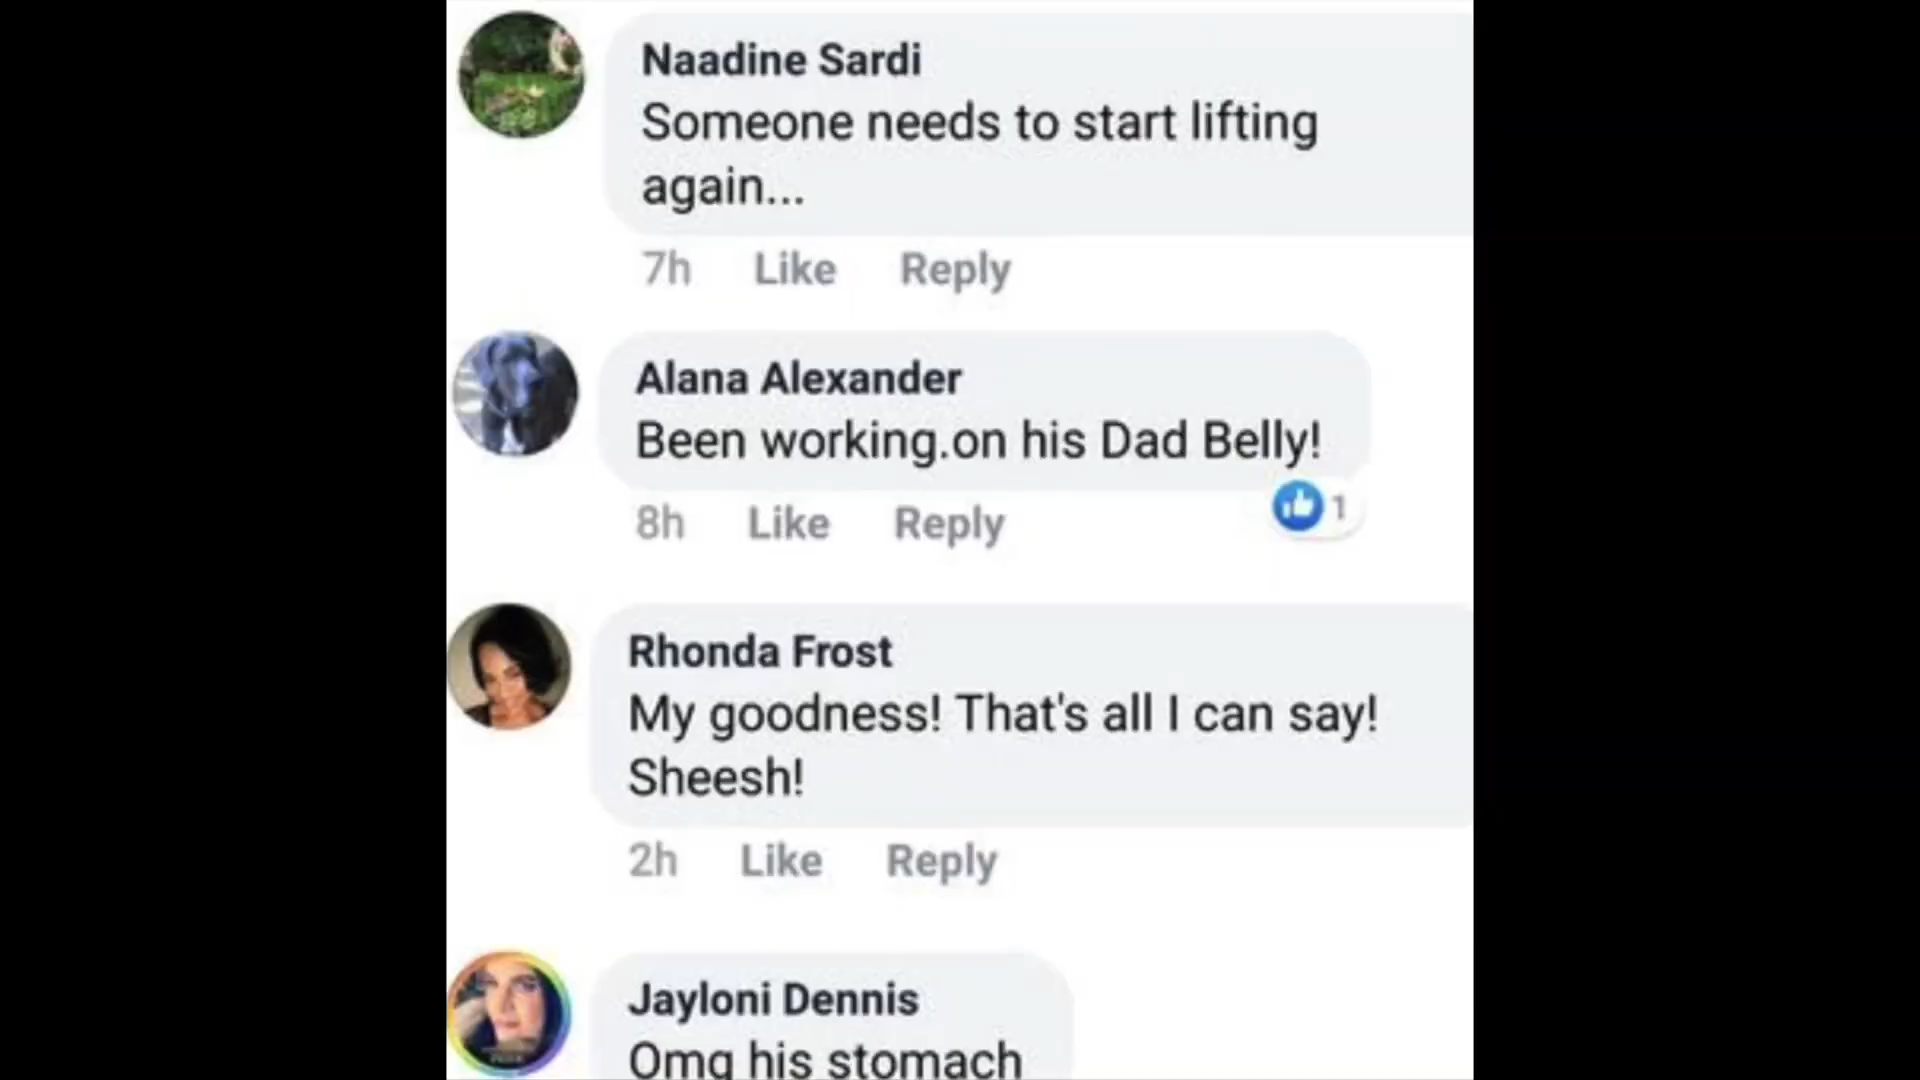 Naadine Sardi
Someone needs to start lifting
again...
7h Like Reply
Alana Alexander
Been working.on his Dad Belly!
8h Like Reply
1
Rhonda Frost
My goodness! That's all I can say!
Sheesh!
2h Like Reply
Jayloni Dennis
Omg his stomach